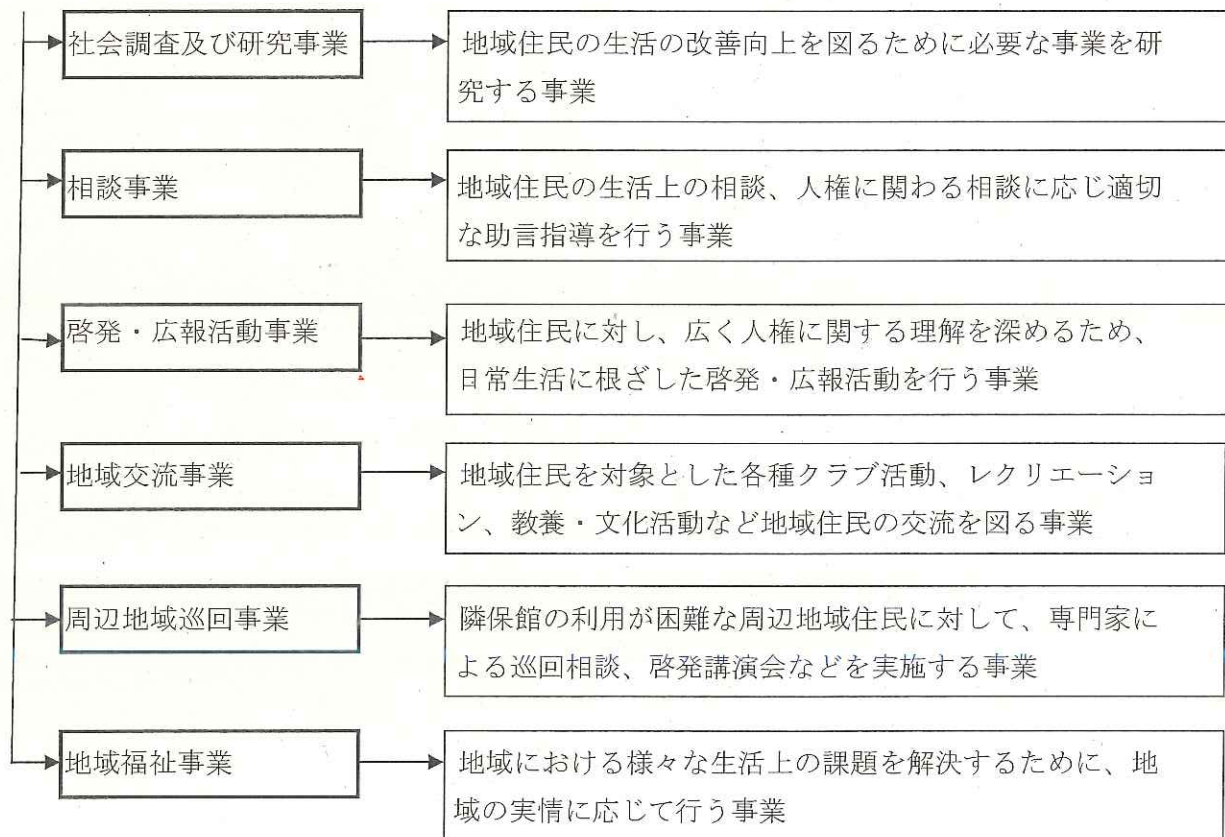 社会調査及び研究事業
地域住民の生活の改善向上を図るために必要な事業を研
究する事業
相談事業
地域住民の生活上の相談、人権に関わる相談に応じ適切
な助言指導を行う事業
啓発・広報活動事業
地域住民に対し、広く人権に関する理解を深めるため、
日常生活に根ざした啓発・広報活動を行う事業
地域交流事業
地域住民を対象とした各種クラブ活動、レクリエーショ
ン、教養・文化活動など地域住民の交流を図る事業
周辺地域巡回事業
隣保館の利用が困難な周辺地域住民に対して、専門家に
よる巡回相談、啓発講演会などを実施する事業
地域福祉事業
地域における様々な生活上の課題を解決するために、地
域の実情に応じて行う事業